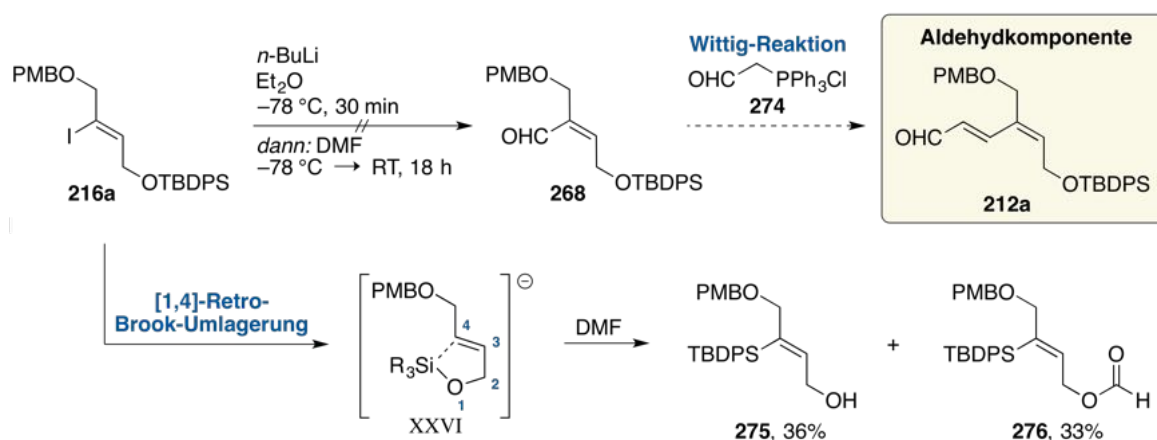 PMBO
I
OTBDPS
216a
n-BuLi
Et2O
–78 °C, 30 min
dann: DMF
–78 °C → RT, 18 h
PMBO
OHC
OTBDPS
268
Wittig-Reaktion
OHC PPh3Cl
274
Aldehydkomponente
PMBO
OHC
OTBDPS
212a
[1,4]-Retro-
Brook-Umlagerung
PMBO
4
3
R3Si
O
2
1
⊖
XXVI
DMF
PMBO
TBDPS
OH
275, 36%
+
PMBO
TBDPS
O
O H
276, 33%